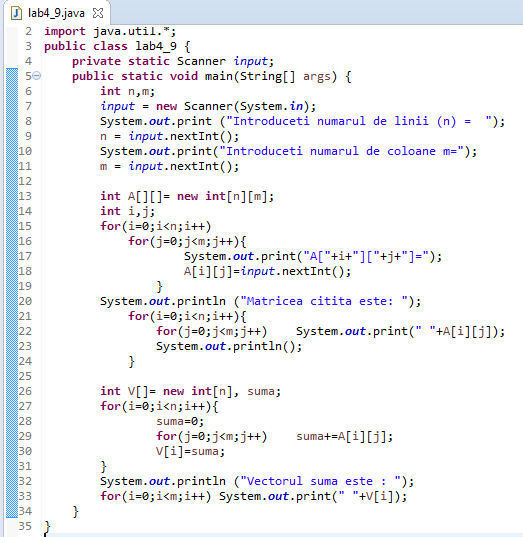 lab4_9.java
2 import java.util.*;
3 public class lab4_9 {
4     private static Scanner input;
5     public static void main(String[] args) {
6         int n,m;
7         input = new Scanner(System.in);
8         System.out.print ("Introduceti numarul de linii (n) =  ");
9         n = input.nextInt();
10         System.out.print("Introduceti numarul de coloane m=");
11         m = input.nextInt();
12
13         int A[][]= new int[n][m];
14         int i,j;
15         for(i=0;i<n;i++)
16             for(j=0;j<m;j++){
17                     System.out.print("A["+i+"]["+j+"]=");
18                     A[i][j]=input.nextInt();
19                 }
20         System.out.println ("Matricea citita este: ");
21             for(i=0;i<n;i++){
22                 for(j=0;j<m;j++)    System.out.print(" "+A[i][j]);
23                 System.out.println();
24             }
25
26         int V[]= new int[n], suma;
27         for(i=0;i<n;i++){
28                 suma=0;
29                 for(j=0;j<m;j++)    suma+=A[i][j];
30                 V[i]=suma;
31         }
32         System.out.println ("Vectorul suma este : ");
33         for(i=0;i<m;i++) System.out.print(" "+V[i]);
34     }
35 }